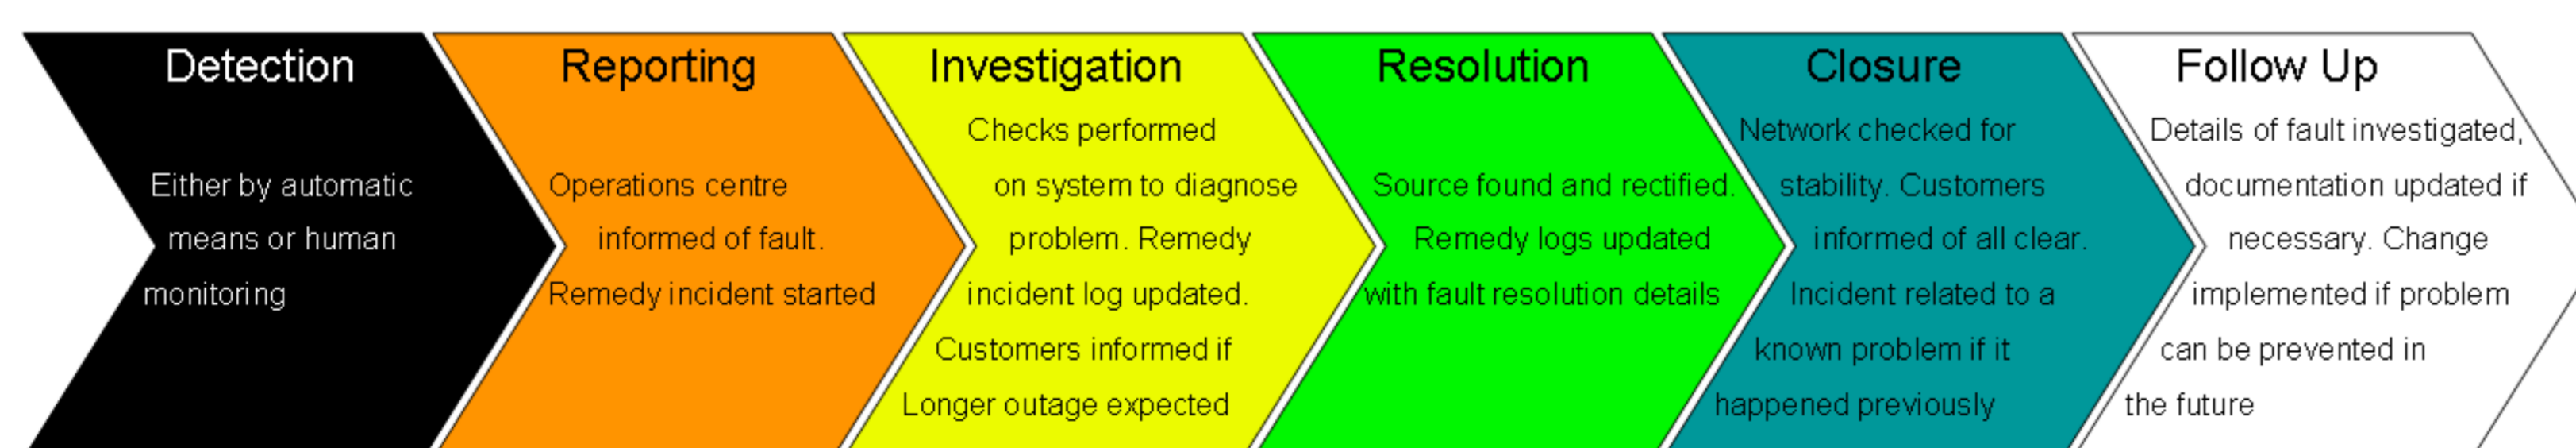 Detection
Either by automatic
means or human
monitoring
Reporting
Operations centre
informed of fault.
Remedy incident started
Investigation
Checks performed
on system to diagnose
problem. Remedy
incident log updated.
Customers informed if
Longer outage expected
Resolution
Source found and rectified.
Remedy logs updated
with fault resolution details
Closure
Network checked for
stability. Customers
informed of all clear.
Incident related to a
known problem if it
happened previously
Follow Up
Details of fault investigated,
documentation updated if
necessary. Change
implemented if problem
can be prevented in
the future